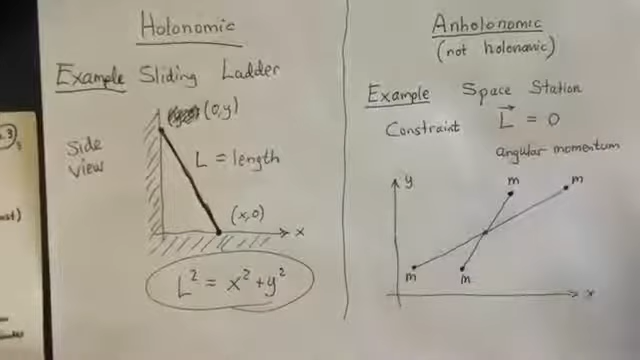 Holonomic
Example Sliding Ladder
Side
view
(0,y)
L = length
(x,0)
x
L² = x² + y²
Anholonomic
(not holonomic)
Example Space Station
Constraint L⃗ = 0
angular momentum
y
m
m
m
m
x